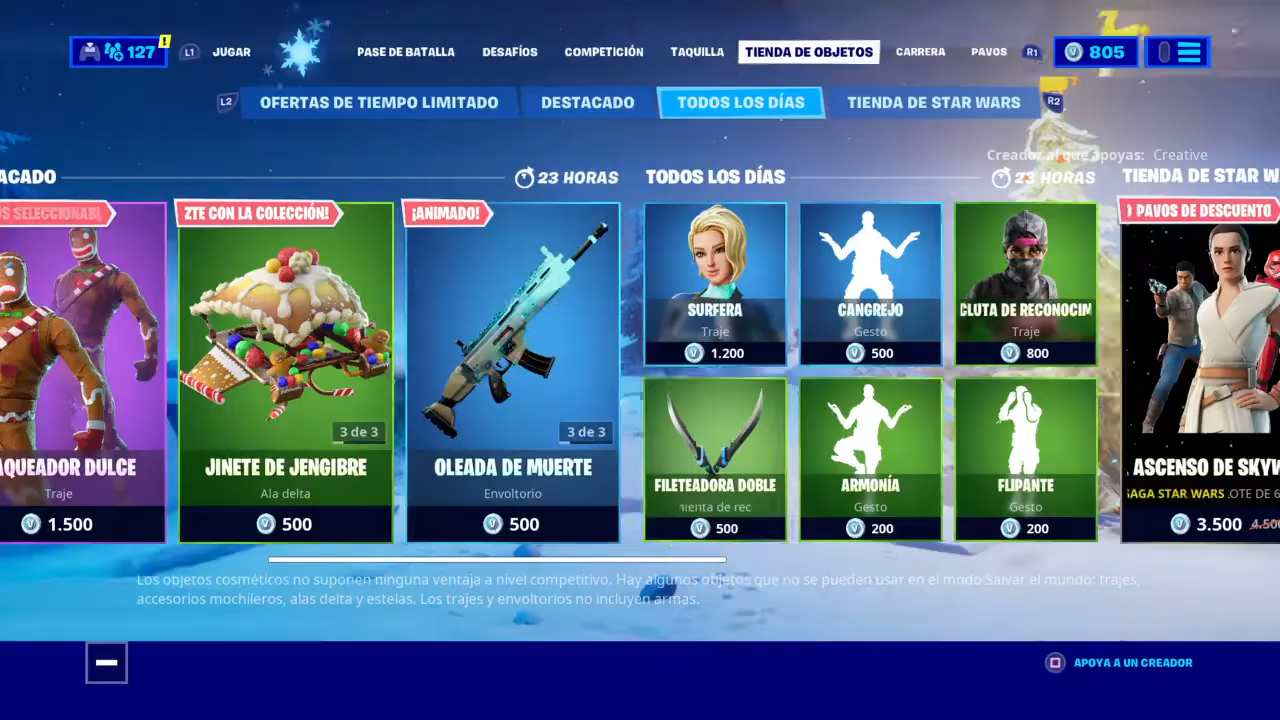 127
!
L1
JUGAR
PASE DE BATALLA
DESAFÍOS
COMPETICIÓN
TAQUILLA
TIENDA DE OBJETOS
CARRERA
PAVOS
R1
805
L2
OFERTAS DE TIEMPO LIMITADO
DESTACADO
TODOS LOS DÍAS
TIENDA DE STAR WARS
R2
Creador al que apoyas: Creative
ACADO
23 HORAS
TODOS LOS DÍAS
23 HORAS
TIENDA DE STAR W
S SELECCIONABL
AQUEADOR DULCE
Traje
1.500
ZTE CON LA COLECCIÓN!
3 de 3
JINETE DE JENGIBRE
Ala delta
500
¡ANIMADO!
3 de 3
OLEADA DE MUERTE
Envoltorio
500
SURFERA
Traje
1.200
CANGREJO
Gesto
500
CLUTA DE RECONOCIM
Traje
800
FILETEADORA DOBLE
mienta de rec
500
ARMONÍA
Gesto
200
FLIPANTE
Gesto
200
PAVOS DE DESCUENTO
ASCENSO DE SKYW
SAGA STAR WARS LOTE DE 6
3.500 4.50
Los objetos cosméticos no suponen ninguna ventaja a nivel competitivo. Hay algunos objetos que no se pueden usar en el modo Salvar el mundo: trajes,
accesorios mochileros, alas delta y estelas. Los trajes y envoltorios no incluyen armas.
APOYA A UN CREADOR